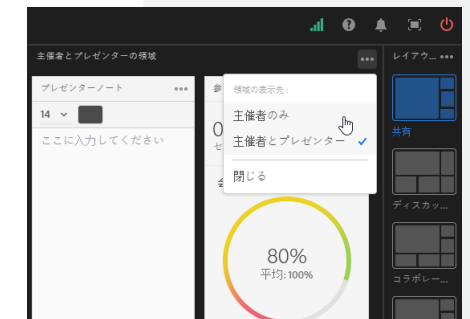 主催者とプレゼンターの領域
レイアウ...
プレゼンターノート
参
領域の表示先:
14
主催者のみ
ここに入力してください
0
主催者とプレゼンター
セ
共有
閉じる
ディスカッ...
80%
平均: 100%
コラボレー...